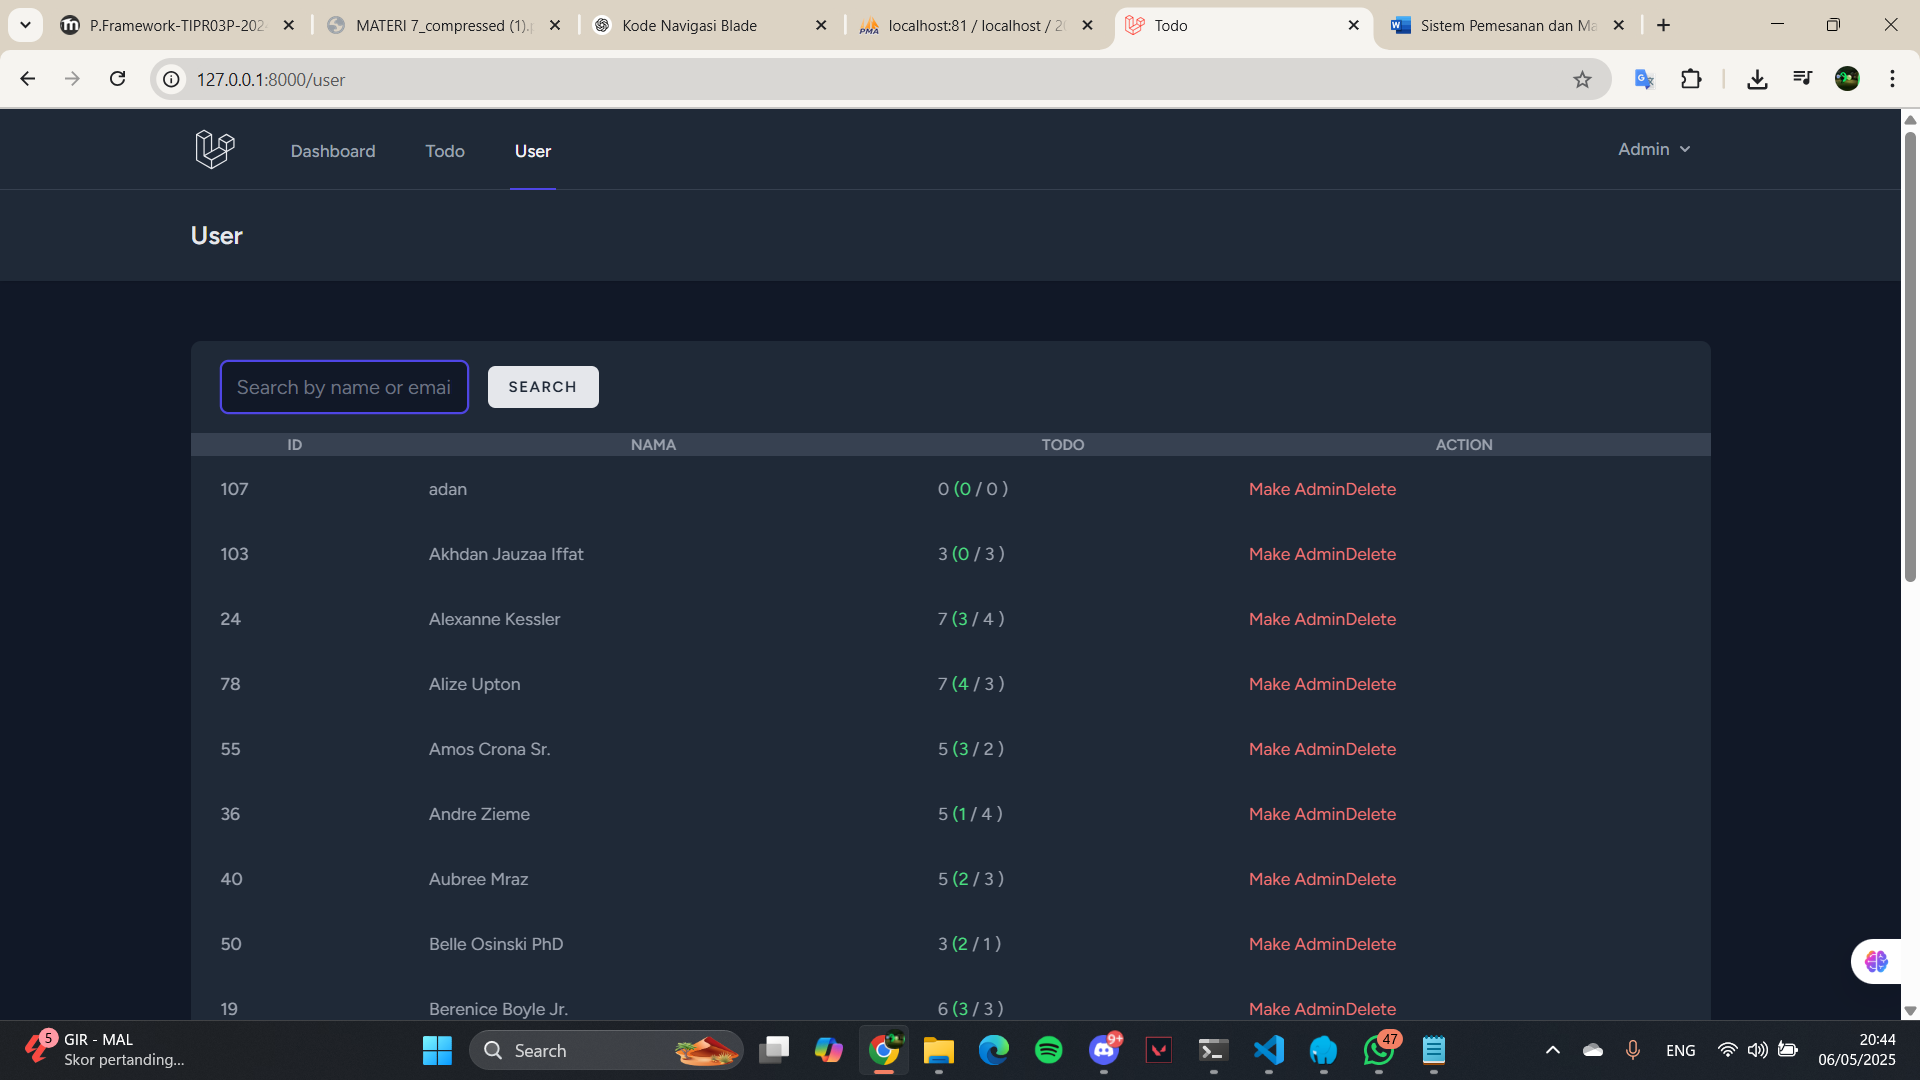 P.Framework-TIPR03P-202
MATERI 7_compressed (1).p
Kode Navigasi Blade
localhost:81 / localhost / 20
Todo
Sistem Pemesanan dan Ma
127.0.0.1:8000/user
Dashboard
Todo
User
Admin
User
Search by name or emai
SEARCH
ID NAMA TODO ACTION
107 adan 0 (0 / 0 ) Make AdminDelete
103 Akhdan Jauzaa Iffat 3 (0 / 3 ) Make AdminDelete
24 Alexanne Kessler 7 (3 / 4 ) Make AdminDelete
78 Alize Upton 7 (4 / 3 ) Make AdminDelete
55 Amos Crona Sr. 5 (3 / 2 ) Make AdminDelete
36 Andre Zieme 5 (1 / 4 ) Make AdminDelete
40 Aubree Mraz 5 (2 / 3 ) Make AdminDelete
50 Belle Osinski PhD 3 (2 / 1 ) Make AdminDelete
19 Berenice Boyle Jr. 6 (3 / 3 ) Make AdminDelete
5
GIR - MAL
Skor pertanding...
Search
9+
47
ENG
20:44
06/05/2025